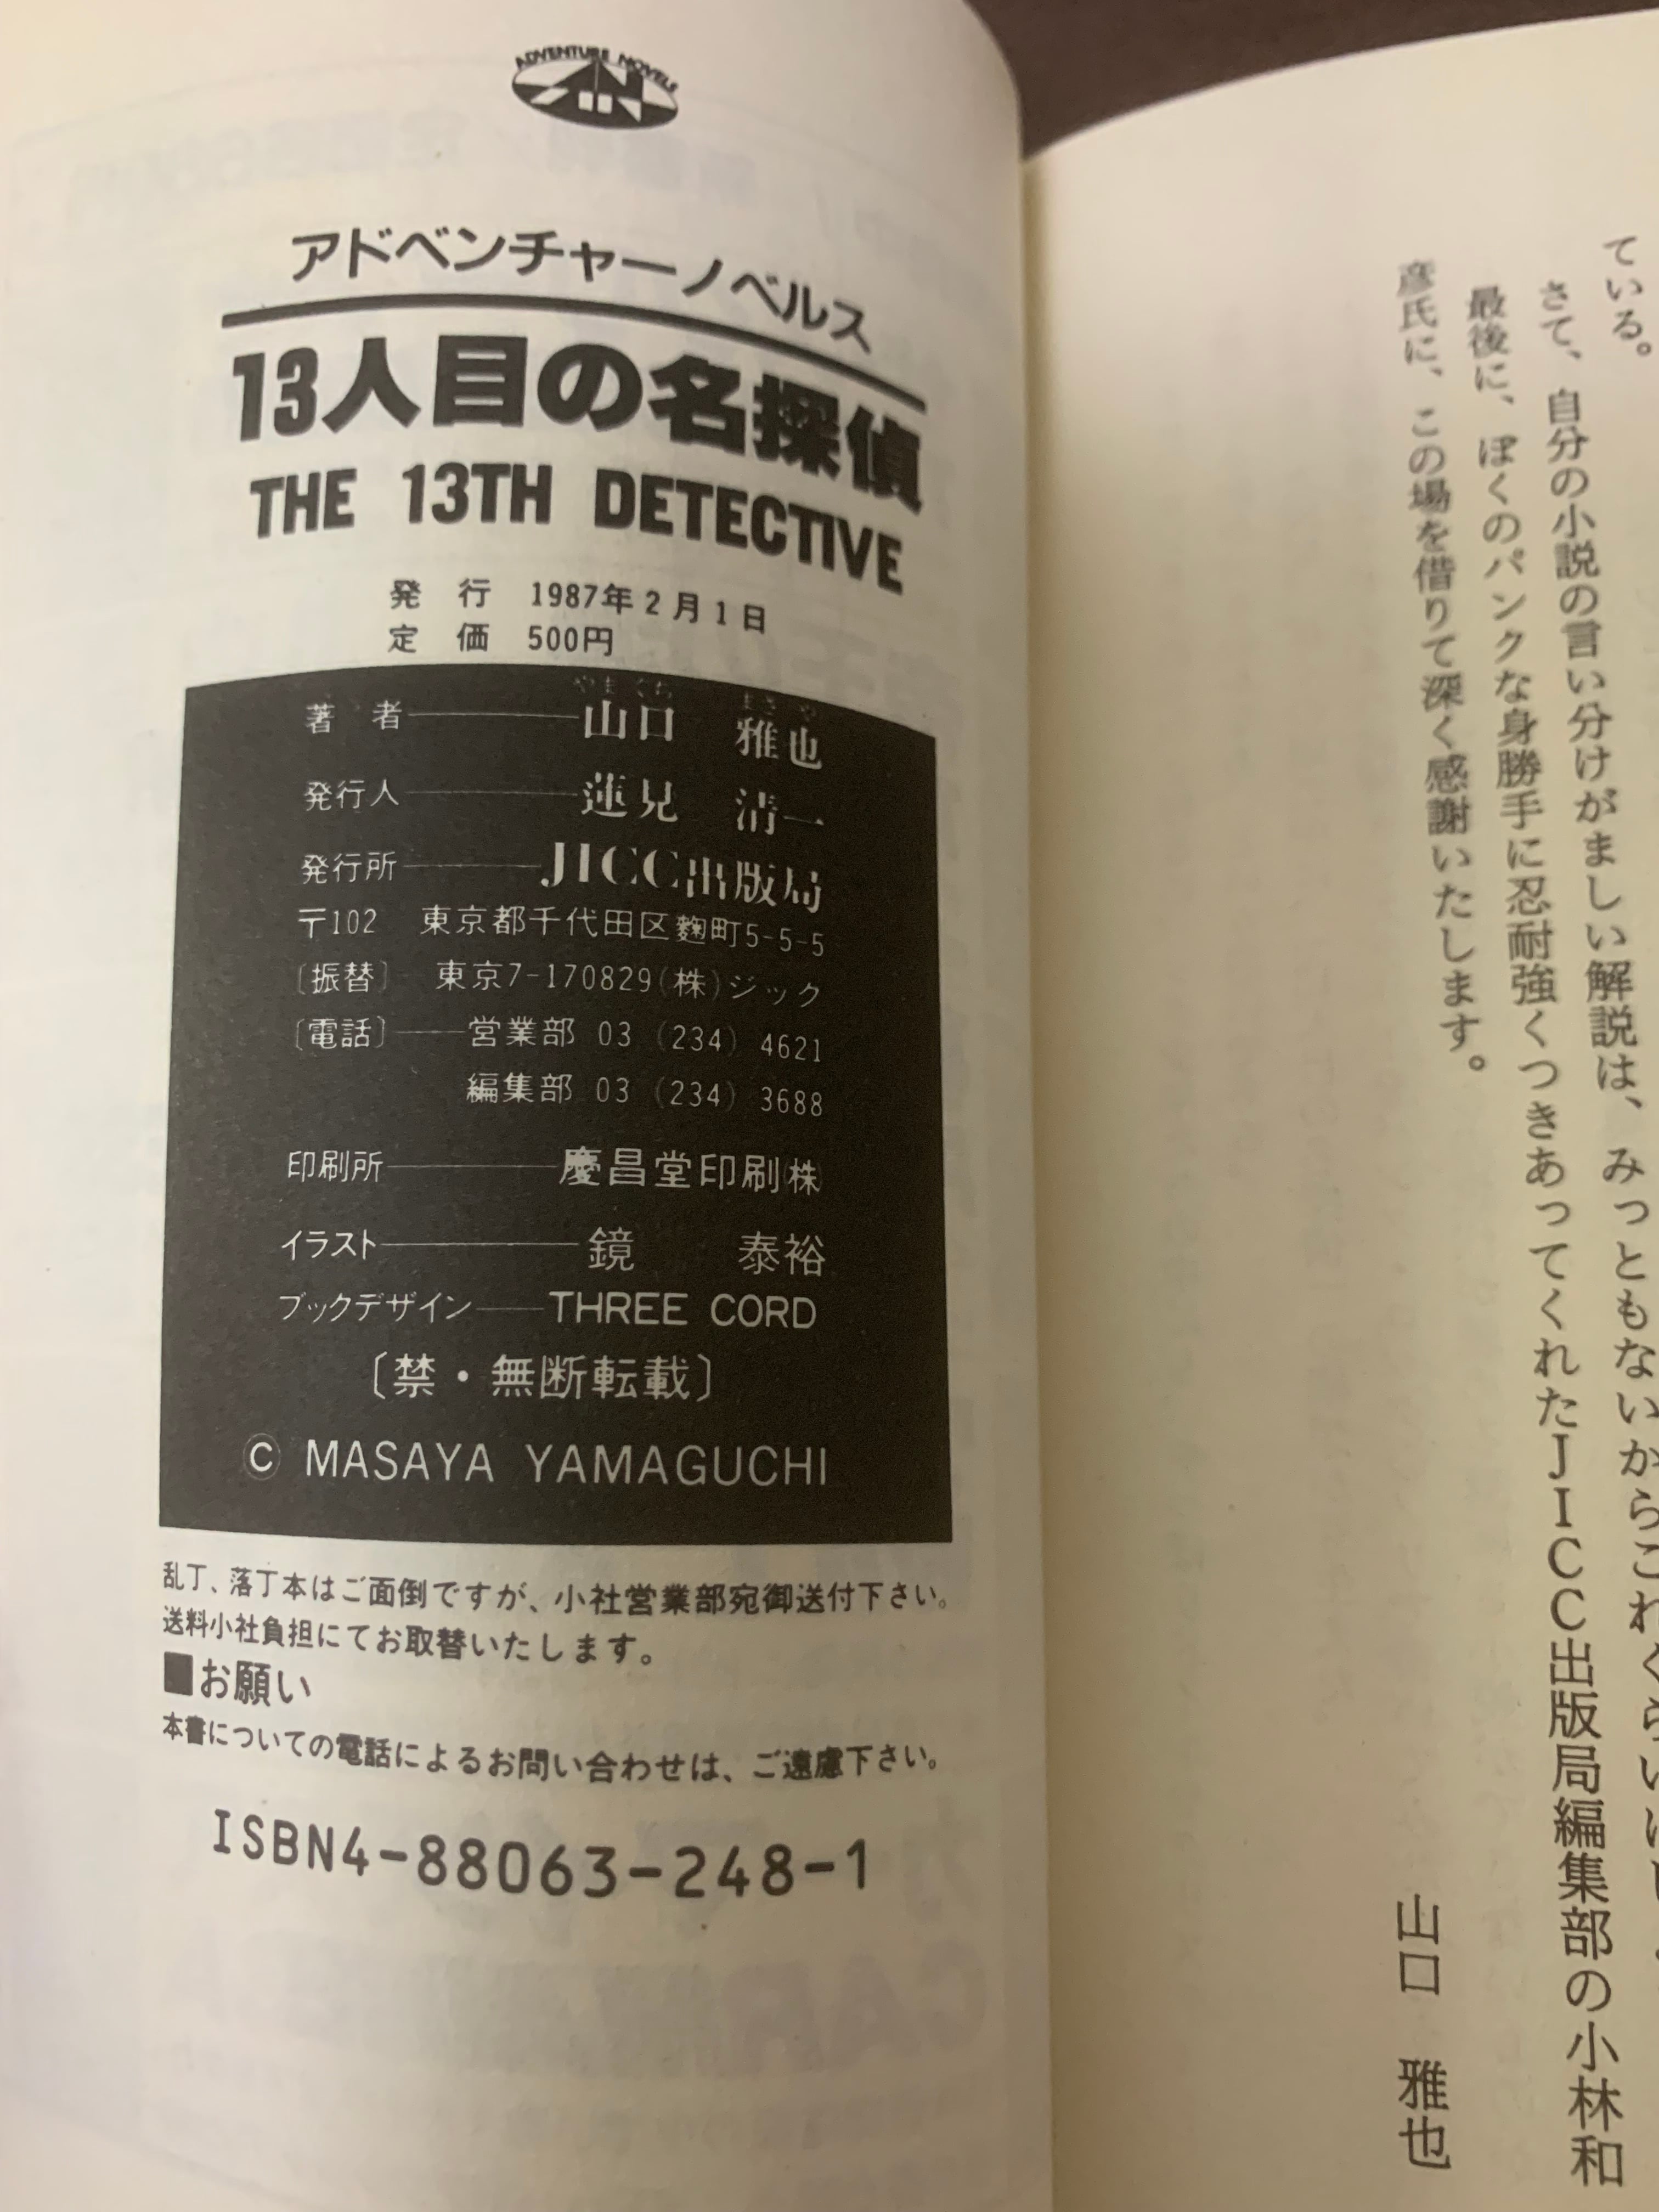 ADVENTURE NOVELS
アドベンチャーノベルス
13人目の名探偵
THE 13TH DETECTIVE
発 行 1987年2月1日
定 価 500円
やまぐち まさや
著 者──山口 雅也
発行人──蓮見 清一
発行所──JICC出版局
〒102 東京都千代田区麹町5-5-5
〔振替〕 東京7-170829(株)ジック
〔電話〕──営業部 03 (234) 4621
編集部 03 (234) 3688
印刷所──慶昌堂印刷(株)
イラスト──鏡 泰裕
ブックデザイン──THREE CORD
〔禁・無断転載〕
© MASAYA YAMAGUCHI
乱丁、落丁本はご面倒ですが、小社営業部宛御送付下さい。
送料小社負担にてお取替いたします。
■お願い
本書についての電話によるお問い合わせは、ご遠慮下さい。
ISBN4-88063-248-1
ている。
さて、自分の小説の言い分けがましい解説は、みっともないからこれくらいに
最後に、ぼくのパンクな身勝手に忍耐強くつきあってくれたJICC出版局編集部の小林和
彦氏に、この場を借りて深く感謝いたします。
山口 雅也